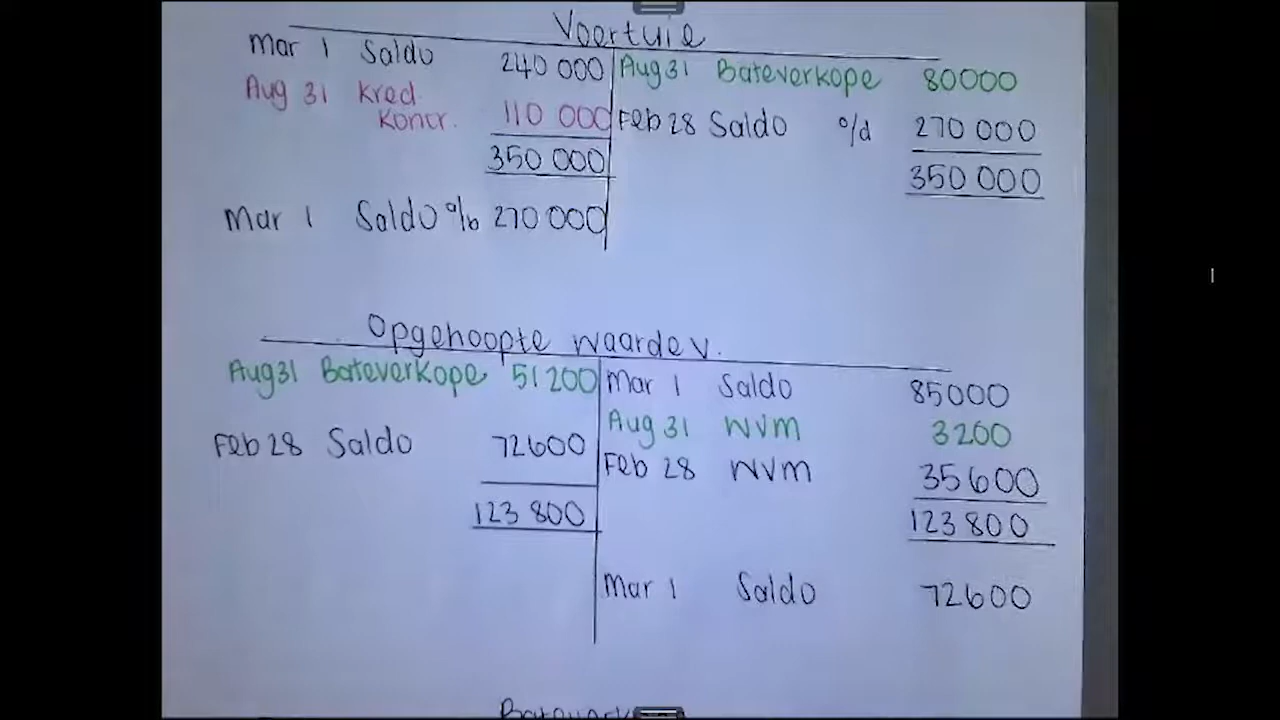 Voertuie
Mar 1 Saldo 240 000 Aug 31 Bateverkope 80000
Aug 31 Kred. Kontr. 110 000 Feb 28 Saldo o/d 270 000
350 000 350 000
Mar 1 Saldo o/b 270 000
Opgehoopte waardev.
Aug 31 Bateverkope 51 200 Mar 1 Saldo 85000
Aug 31 WVM 3200
Feb 28 Saldo 72600 Feb 28 WVM 35600
123 800 123 800
Mar 1 Saldo 72600